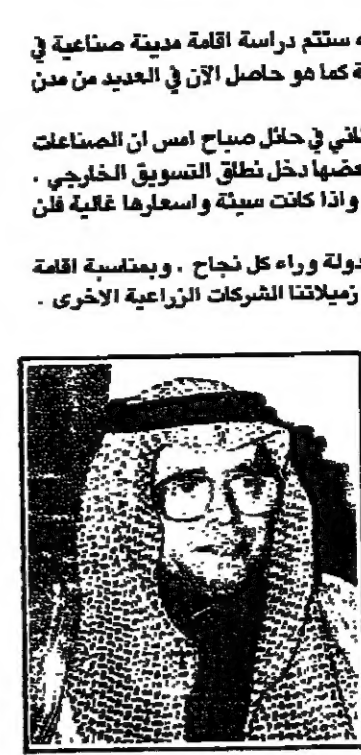 ستتم دراسة اقامة مدينة صناعية في
ة كما هو حاصل الآن في العديد من مدن
ثاني في حائل صباح امس ان الصناعات
عضها دخل نطاق التسويق الخارجي .
واذا كانت سيئة واسعارها غالية فلن
دولة وراء كل نجاح . وبمناسبة اقامة
زميلاتنا الشركات الزراعية الاخرى .